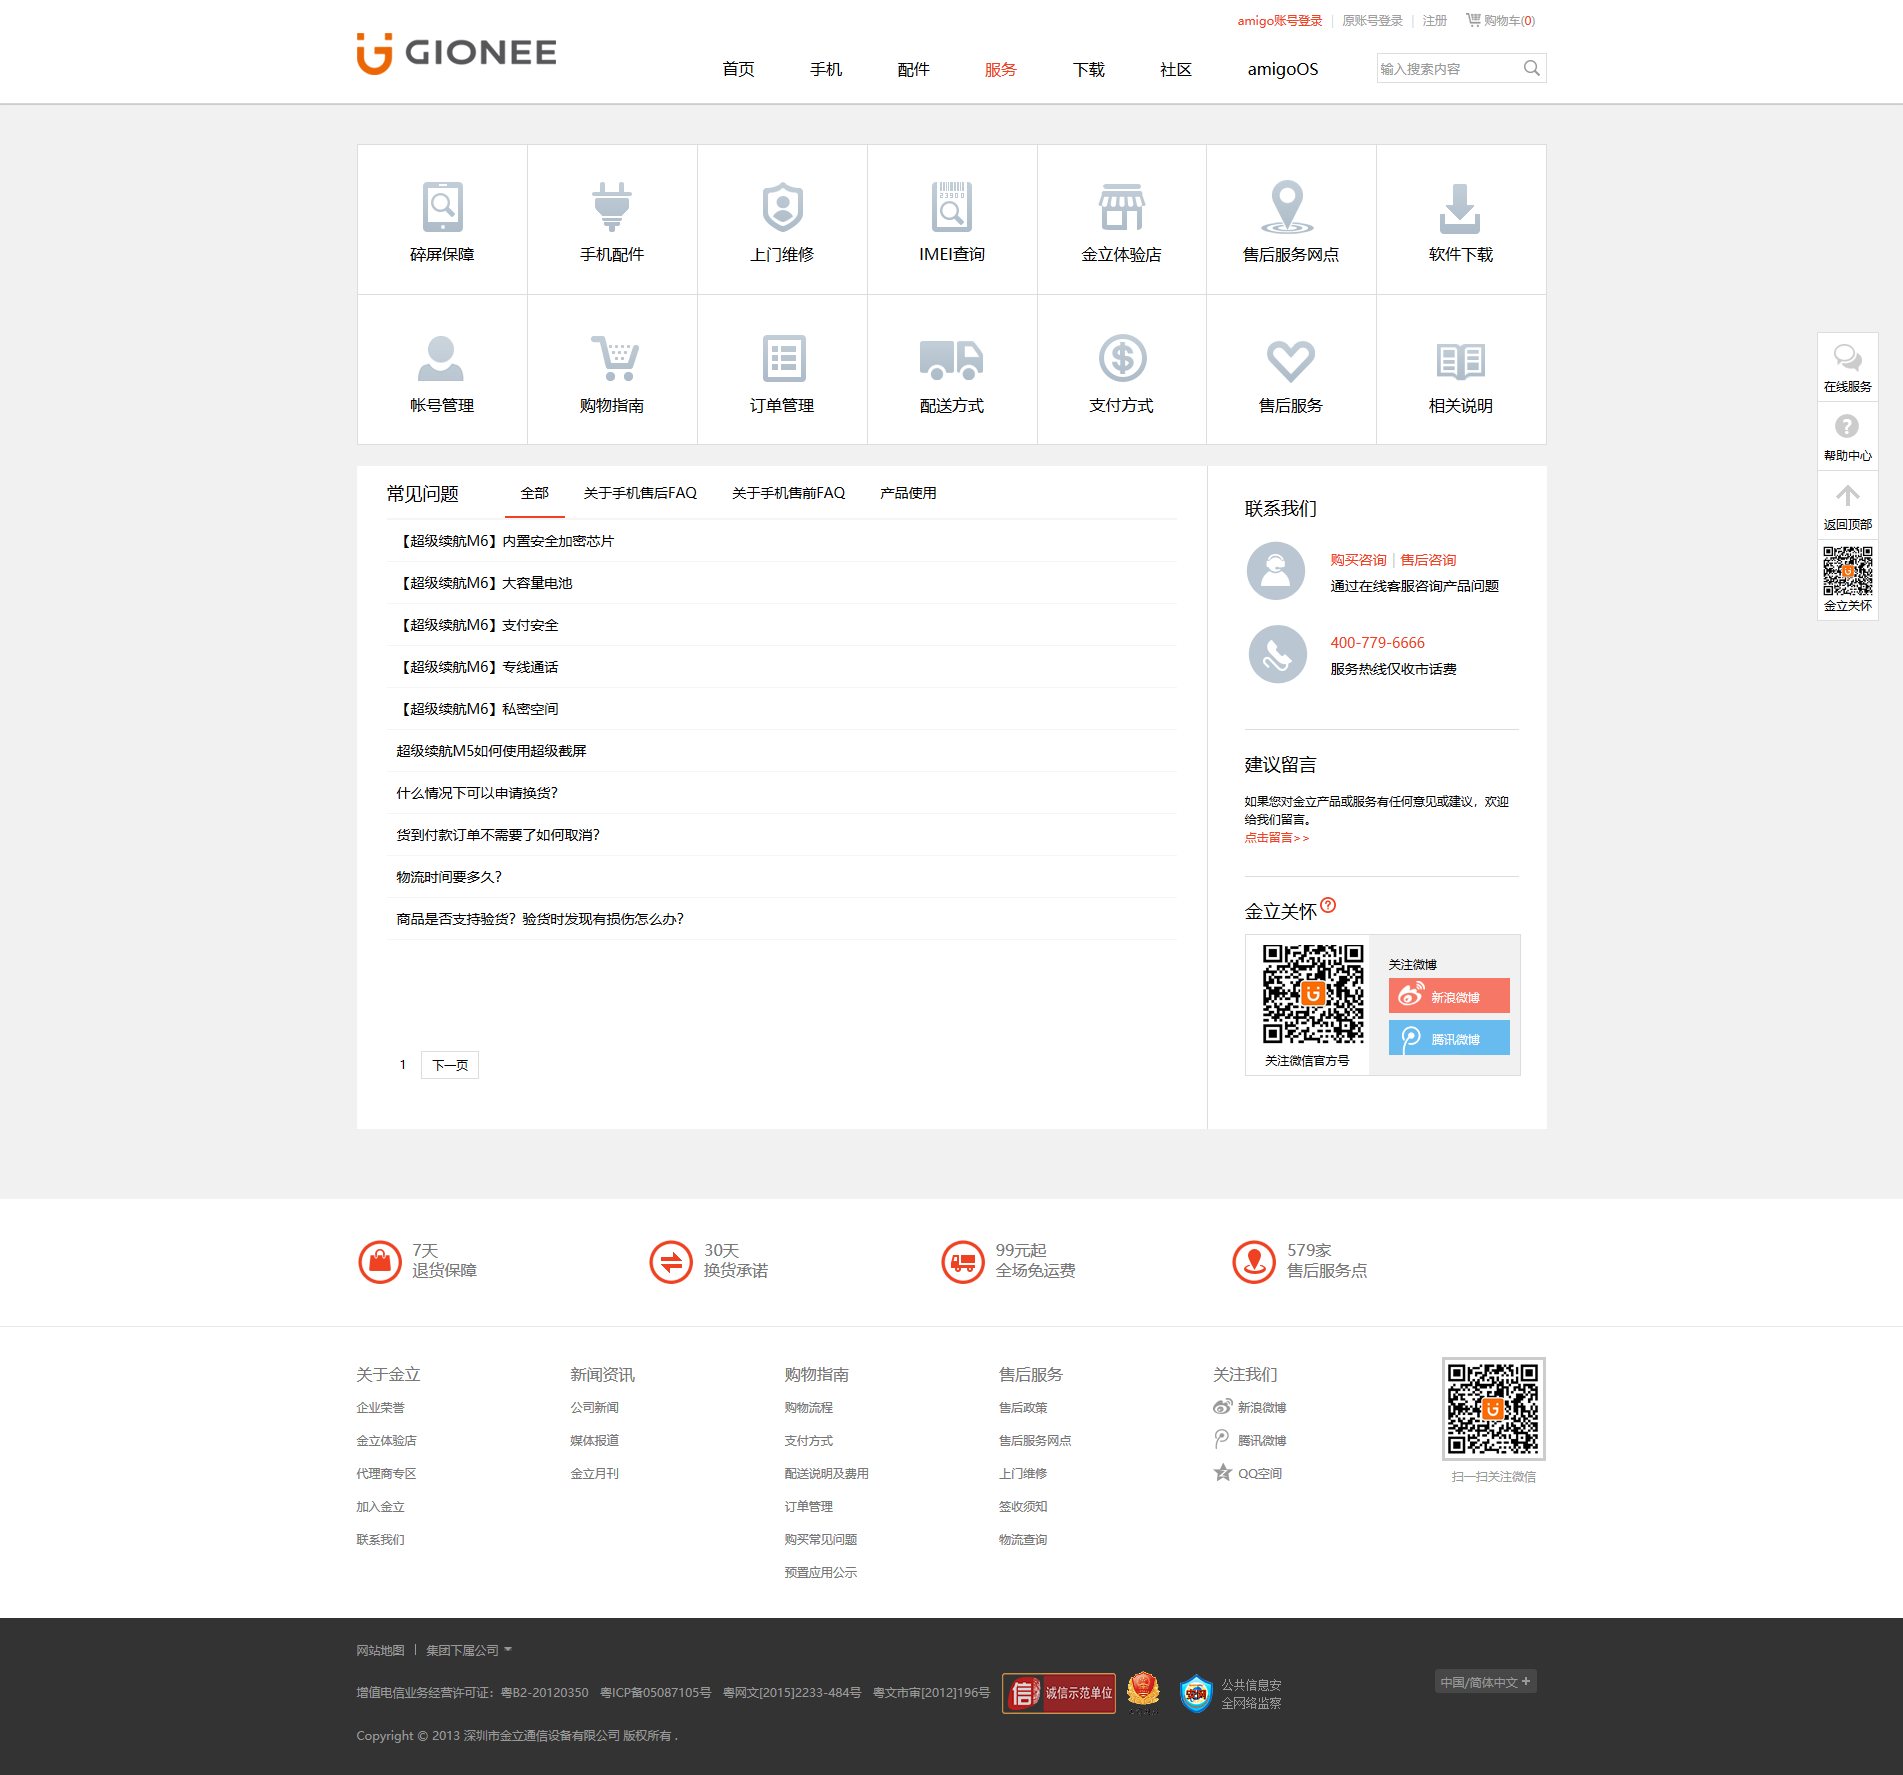 amigo账号登录 | 原账号登录 | 注册 购物车(0)
GIONEE
首页 手机 配件 服务 下载 社区 amigoOS 输入搜索内容
碎屏保障 手机配件 上门维修 IMEI查询 金立体验店 售后服务网点 软件下载
帐号管理 购物指南 订单管理 配送方式 支付方式 售后服务 相关说明
在线服务
帮助中心
返回顶部
金立关怀
常见问题 全部 关于手机售后FAQ 关于手机售前FAQ 产品使用
【超级续航M6】内置安全加密芯片
【超级续航M6】大容量电池
【超级续航M6】支付安全
【超级续航M6】专线通话
【超级续航M6】私密空间
超级续航M5如何使用超级截屏
什么情况下可以申请换货？
货到付款订单不需要了如何取消？
物流时间要多久？
商品是否支持验货？验货时发现有损伤怎么办？
1 下一页
联系我们
购买咨询 | 售后咨询
通过在线客服咨询产品问题
400-779-6666
服务热线仅收市话费
建议留言
如果您对金立产品或服务有任何意见或建议，欢迎
给我们留言。
点击留言>>
金立关怀
关注微信官方号
关注微博
新浪微博
腾讯微博
7天
退货保障
30天
换货承诺
99元起
全场免运费
579家
售后服务点
关于金立
企业荣誉
金立体验店
代理商专区
加入金立
联系我们
新闻资讯
公司新闻
媒体报道
金立月刊
购物指南
购物流程
支付方式
配送说明及费用
订单管理
购买常见问题
预置应用公示
售后服务
售后政策
售后服务网点
上门维修
签收须知
物流查询
关注我们
新浪微博
腾讯微博
QQ空间
扫一扫关注微信
网站地图 | 集团下属公司
增值电信业务经营许可证：粤B2-20120350 粤ICP备05087105号 粤网文[2015]2233-484号 粤文市审[2012]196号
信 诚信示范单位
公共信息安
全网络监察
中国/简体中文 +
Copyright © 2013 深圳市金立通信设备有限公司 版权所有 .